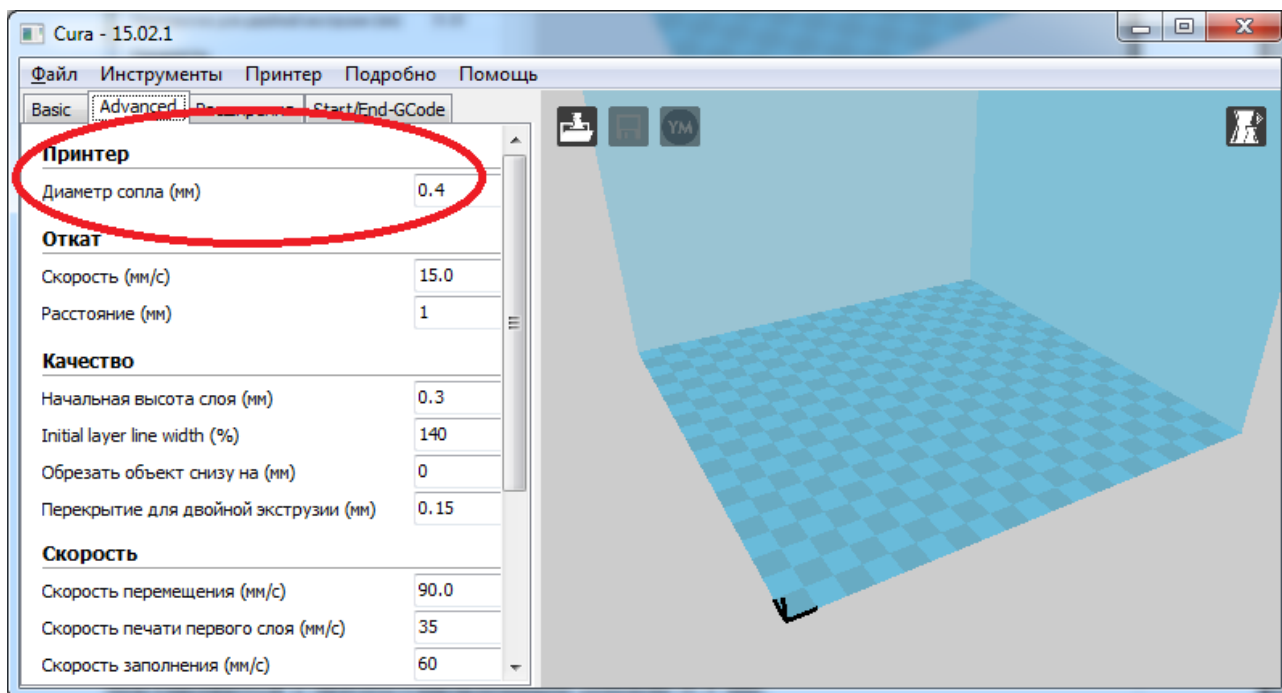 Cura - 15.02.1
Файл Инструменты Принтер Подробно Помощь
Basic Advanced Расширение Start/End-GCode
YM
Принтер
Диаметр сопла (мм) 0.4
Откат
Скорость (мм/с) 15.0
Расстояние (мм) 1
Качество
Начальная высота слоя (мм) 0.3
Initial layer line width (%) 140
Обрезать объект снизу на (мм) 0
Перекрытие для двойной экструзии (мм) 0.15
Скорость
Скорость перемещения (мм/с) 90.0
Скорость печати первого слоя (мм/с) 35
Скорость заполнения (мм/с) 60